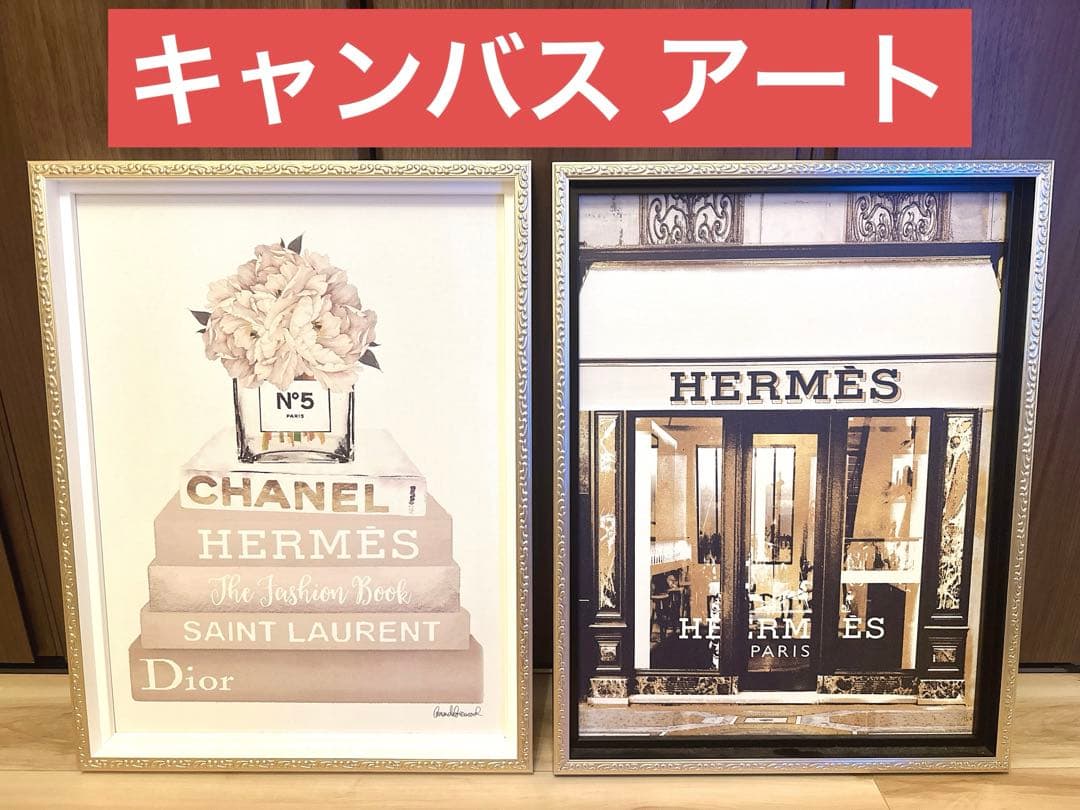 キャンバス アート
N°5
PARIS
CHANEL
HERMÈS
The Fashion Book
SAINT LAURENT
Dior
HERMÈS
HERMÈS
PARIS